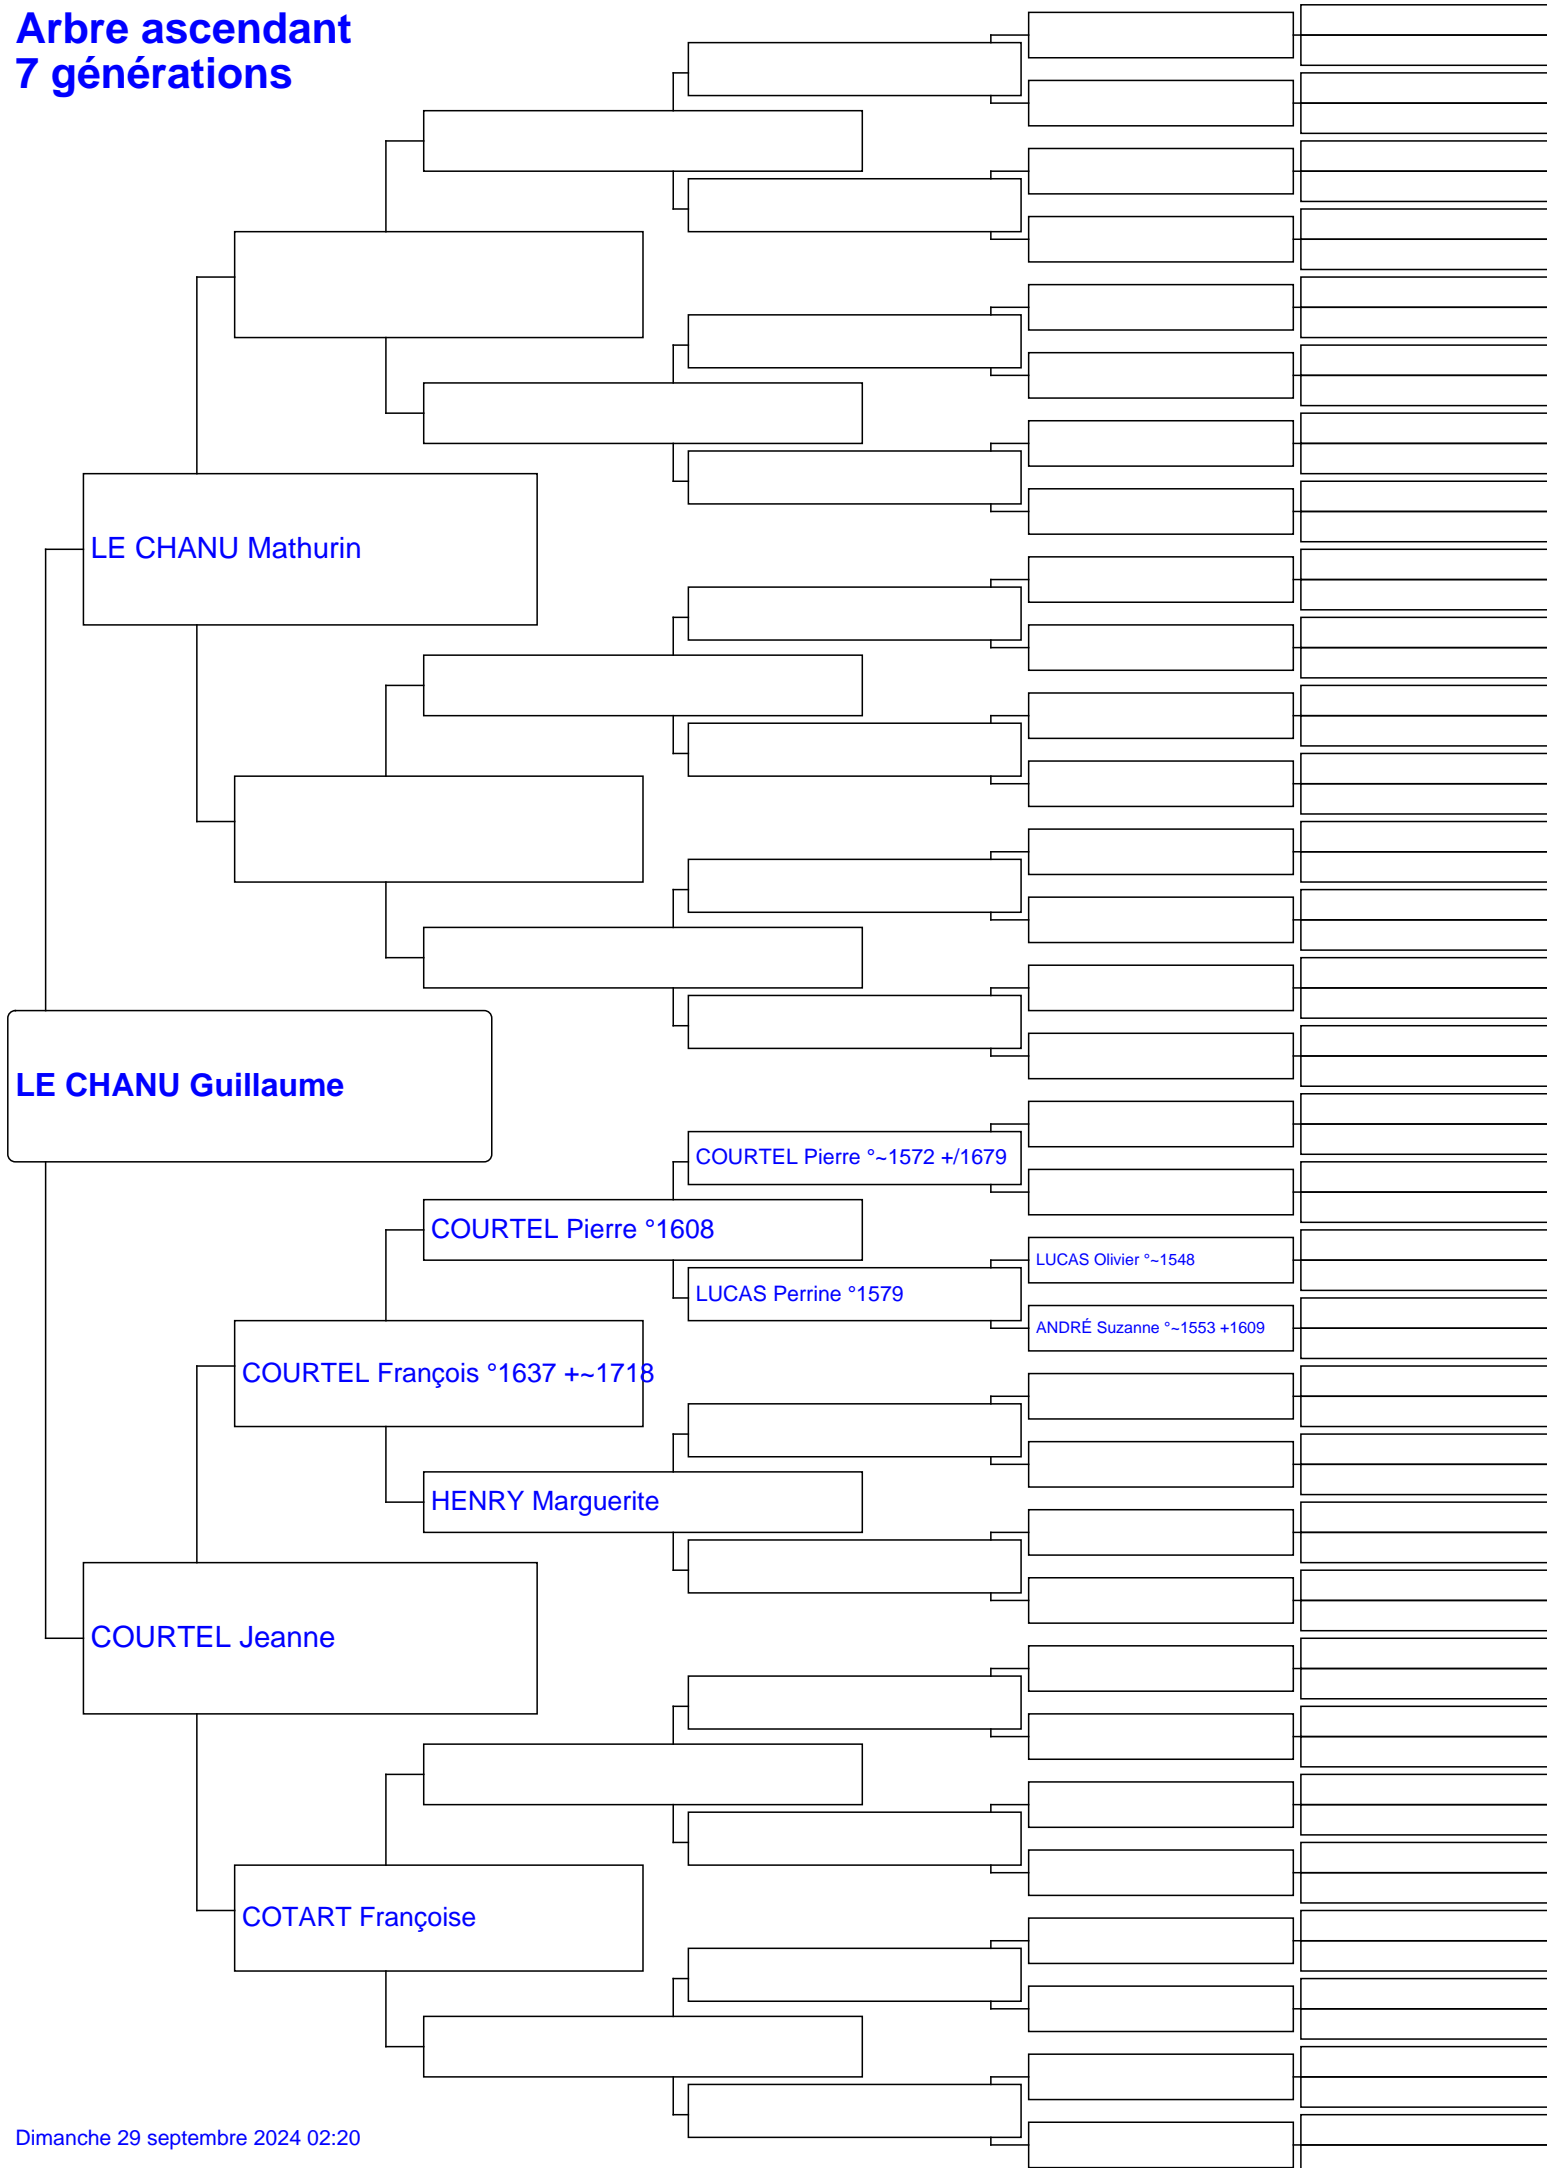 Arbre ascendant
7 générations
LE CHANU Mathurin
LE CHANU Guillaume
COURTEL Pierre °~1572 +/1679
COURTEL Pierre °1608
LUCAS Olivier °~1548
LUCAS Perrine °1579
ANDRÉ Suzanne °~1553 +1609
COURTEL François °1637 +~1718
HENRY Marguerite
COURTEL Jeanne
COTART Françoise
Dimanche 29 septembre 2024 02:20